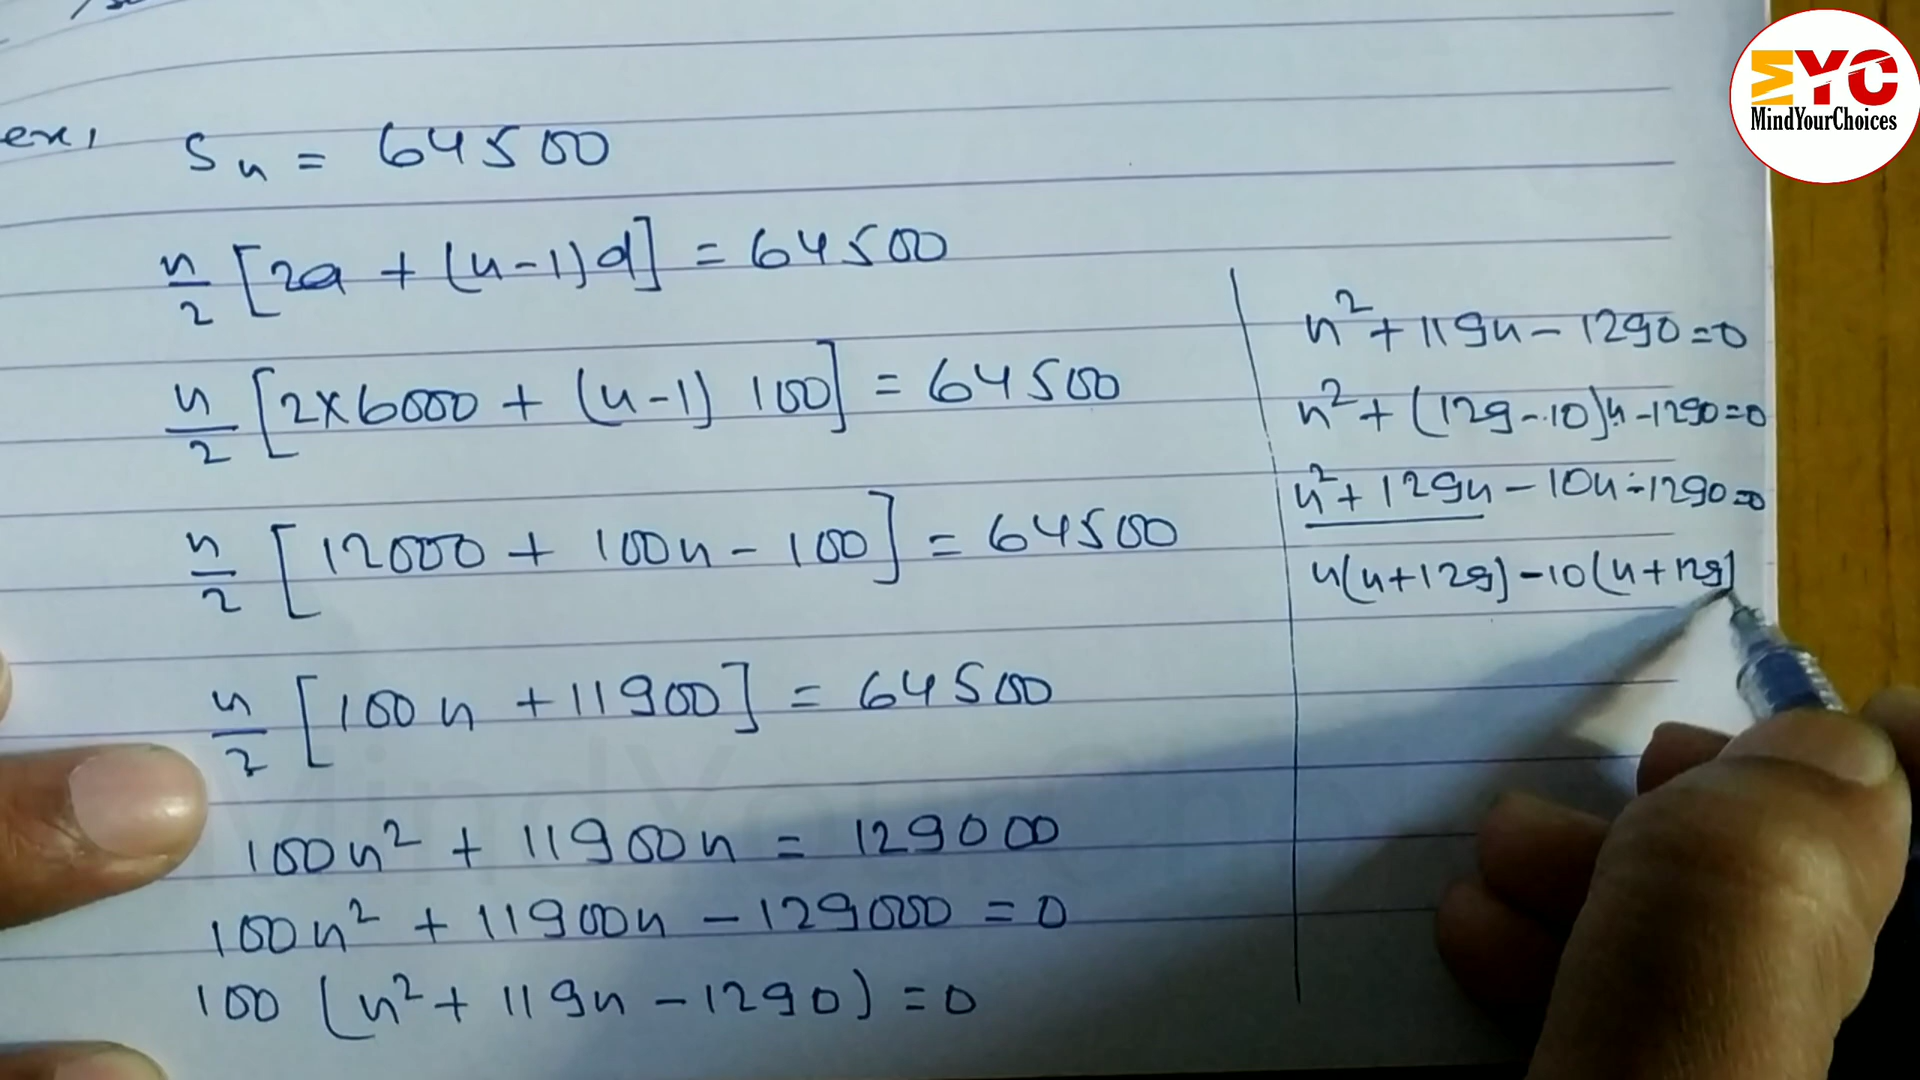 MYC
MindYourChoices
ex,
Sn = 64500
n/2 [2a + (n-1)d] = 64500
n/2 [2×6000 + (n-1) 100] = 64500
n/2 [12000 + 100n - 100] = 64500
n/2 [100n + 11900] = 64500
100n² + 11900n = 129000
100n² + 11900n - 129000 = 0
100 (n² + 119n - 1290) = 0
n² + 119n - 1290 = 0
n² + (129-10)n - 1290 = 0
n² + 129n - 10n - 1290 = 0
n(n+129) - 10(n+129)